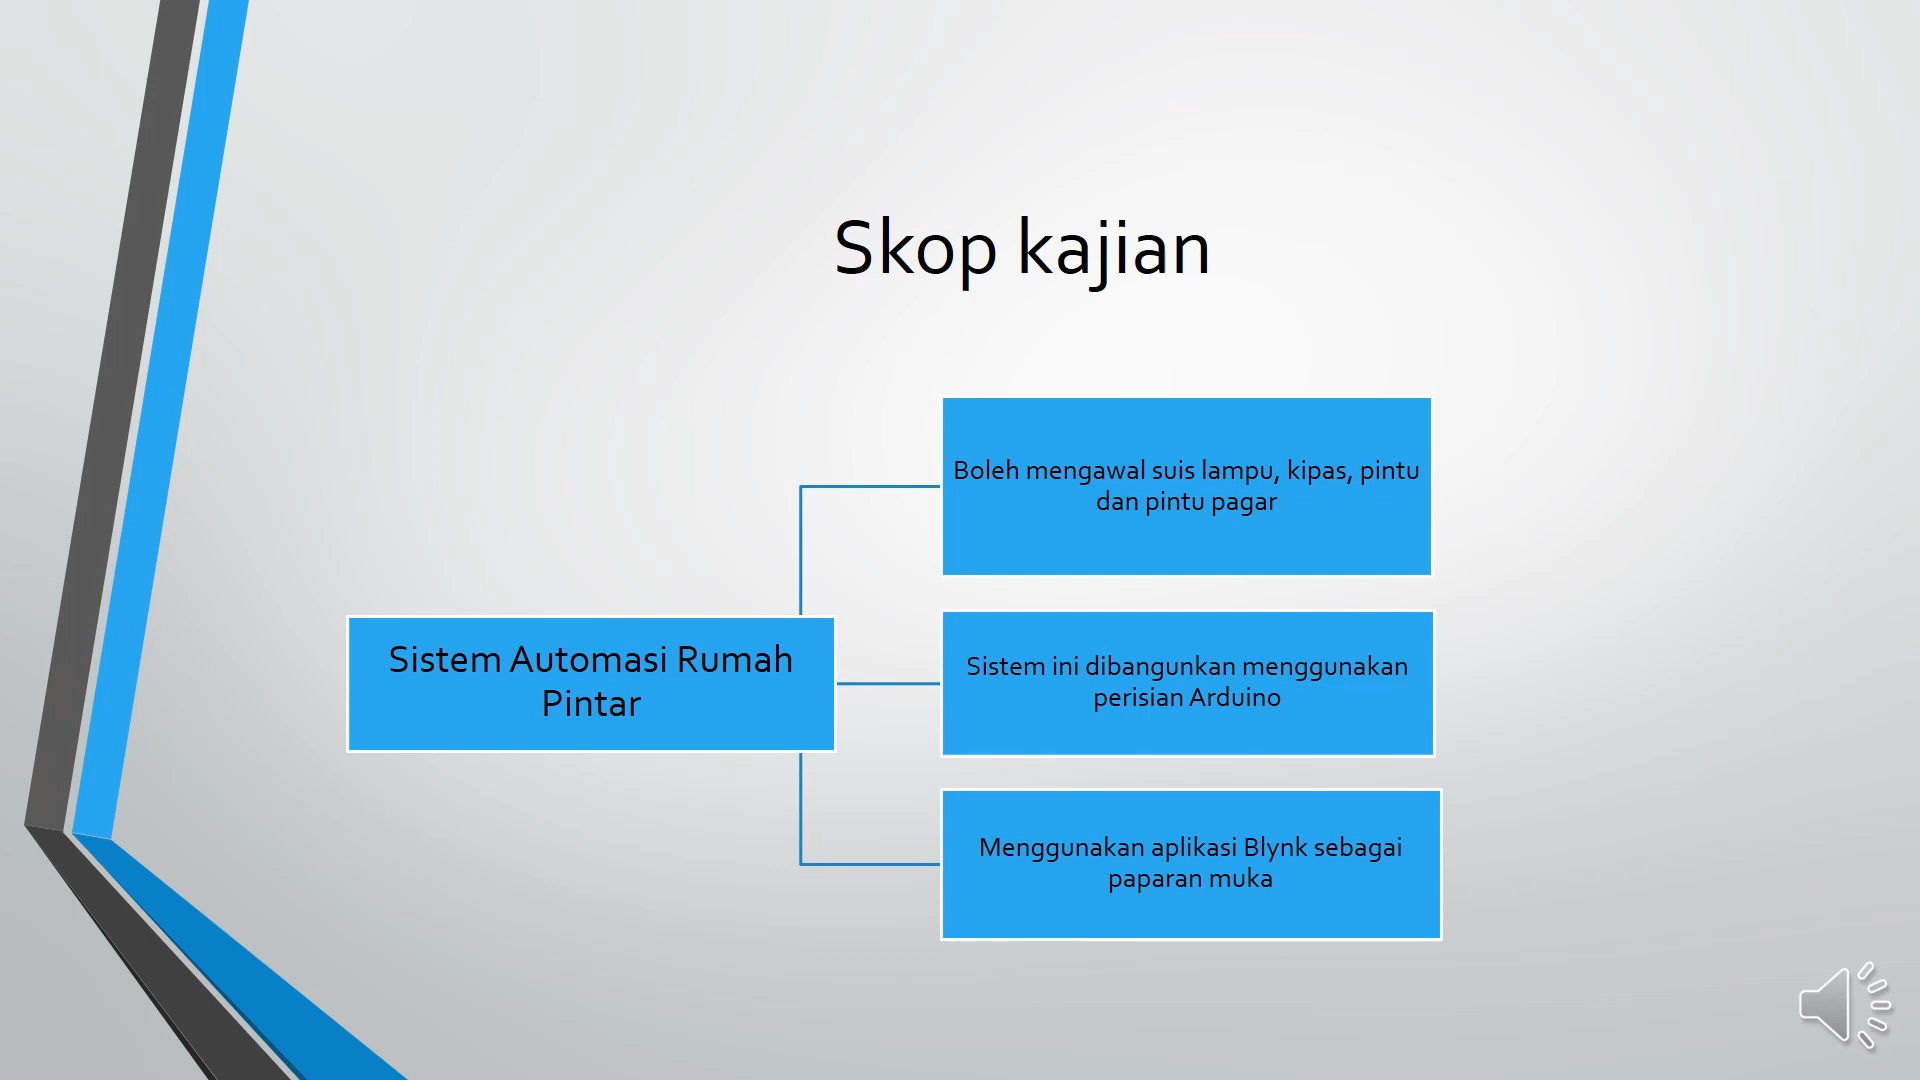 Skop kajian
Sistem Automasi Rumah
Pintar
Boleh mengawal suis lampu, kipas, pintu
dan pintu pagar
Sistem ini dibangunkan menggunakan
perisian Arduino
Menggunakan aplikasi Blynk sebagai
paparan muka